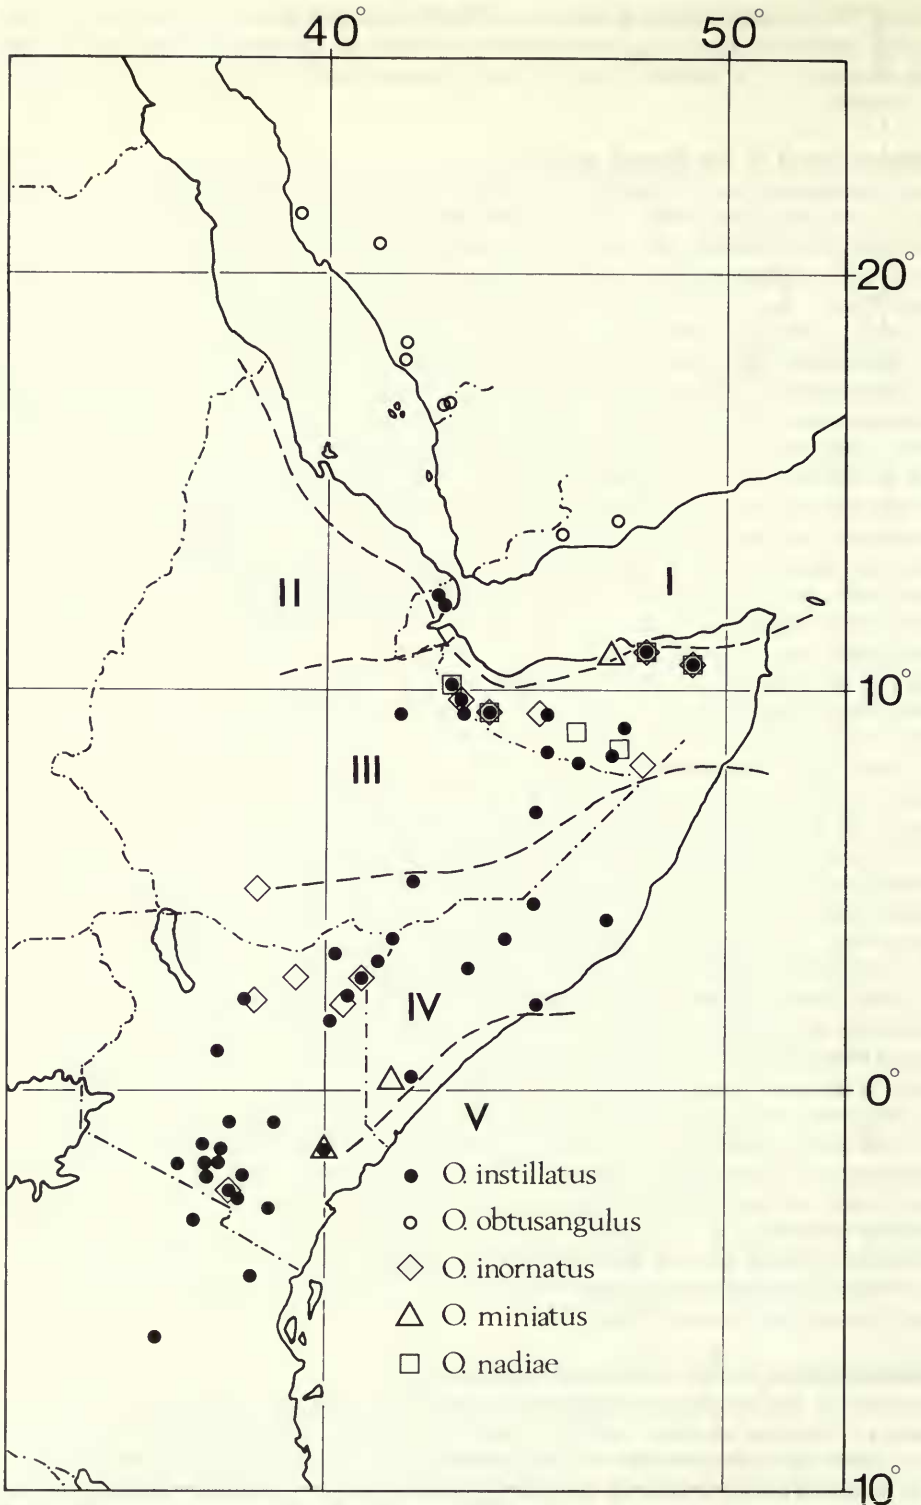 40°
50°
20°
I
II
10°
III
IV
0°
V
O. instillatus
O. obtusangulus
O. inornatus
O. miniatus
O. nadiae
10°